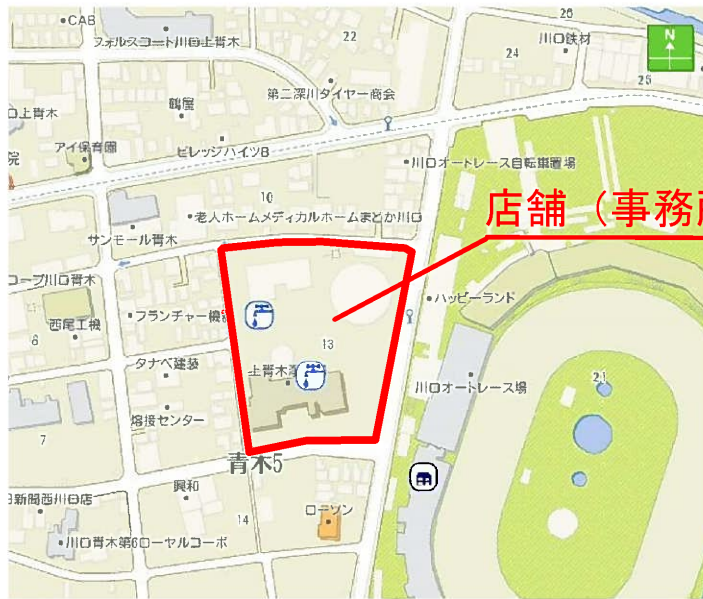 CAB
フォルスコート川口上青木
22
26
川口鉄材
N
24
25
第二深川タイヤー商会
鶴屋
口上青木
アイ保育園
院
ビレッジハイツB
川口オートレース自転車置場
10
老人ホームメディカルホームまどか川口
店舗（事務所
サンモール青木
コープ川口青木
ハッピーランド
フランチャー機
西尾工機
6
13
タナベ建装
上青木
川口オートレース場
21
溶接センター
7
青木5
興和
新聞西川口店
14
ローソン
川口青木第6ローヤルコーポ